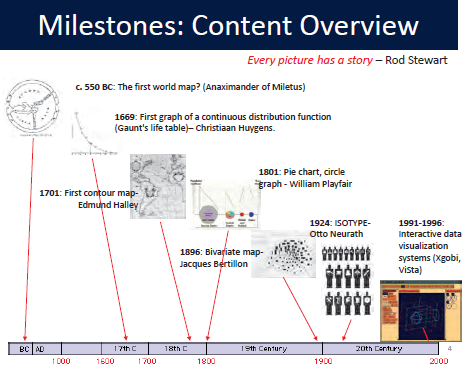 Milestones: Content Overview
Every picture has a story – Rod Stewart
c. 550 BC: The first world map? (Anaximander of Miletus)
1669: First graph of a continuous distribution function
(Gaunt's life table)– Christiaan Huygens.
1801: Pie chart, circle
graph - William Playfair
1701: First contour map-
Edmund Halley
1924: ISOTYPE-
Otto Neurath
1991-1996:
Interactive data
visualization
systems (Xgobi,
ViSta)
1896: Bivariate map-
Jacques Bertillon
BC AD 17th C 18th C 19th Century 20th Century 4
1000 1600 1700 1800 1900 2000